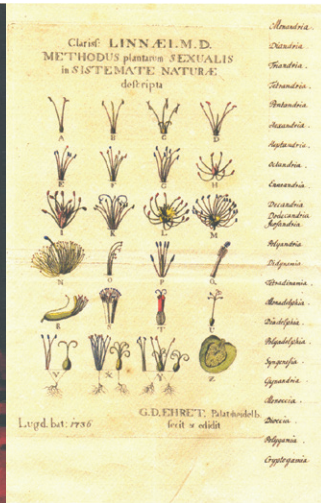 Clarisſ: LINNÆI.M.D.
METHODUS plantarum SEXUALIS
in SISTEMATE NATURÆ
deſcripta
A B C D
E F G H
I K L M
N O P Q
R S T U
V X Y Z
Lugd. bat: 1736
G.D. EHRET. Palat-heidelb.
fecit & edidit
Monandria.
Diandria
Triandria
Tetrandria
Pentandria
Hexandria
Heptandria
Octandria
Enneandria
Decandria
Dodecandria
Icosandria
Polyandria
Didynamia
Tetradinamia
Monadelphia
Diadelphia
Polyadelphia
Syngenesia
Gynandria
Monoecia
Dioecia
Polygamia
Cryptogamia